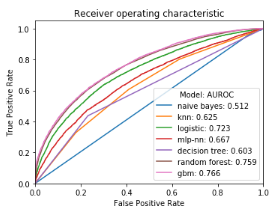 Receiver operating characteristic
True Positive Rate
1.0
0.8
0.6
0.4
0.2
0.0
Model: AUROC
naive bayes: 0.512
knn: 0.625
logistic: 0.723
mlp-nn: 0.667
decision tree: 0.603
random forest: 0.759
gbm: 0.766
0.0 0.2 0.4 0.6 0.8 1.0
False Positive Rate